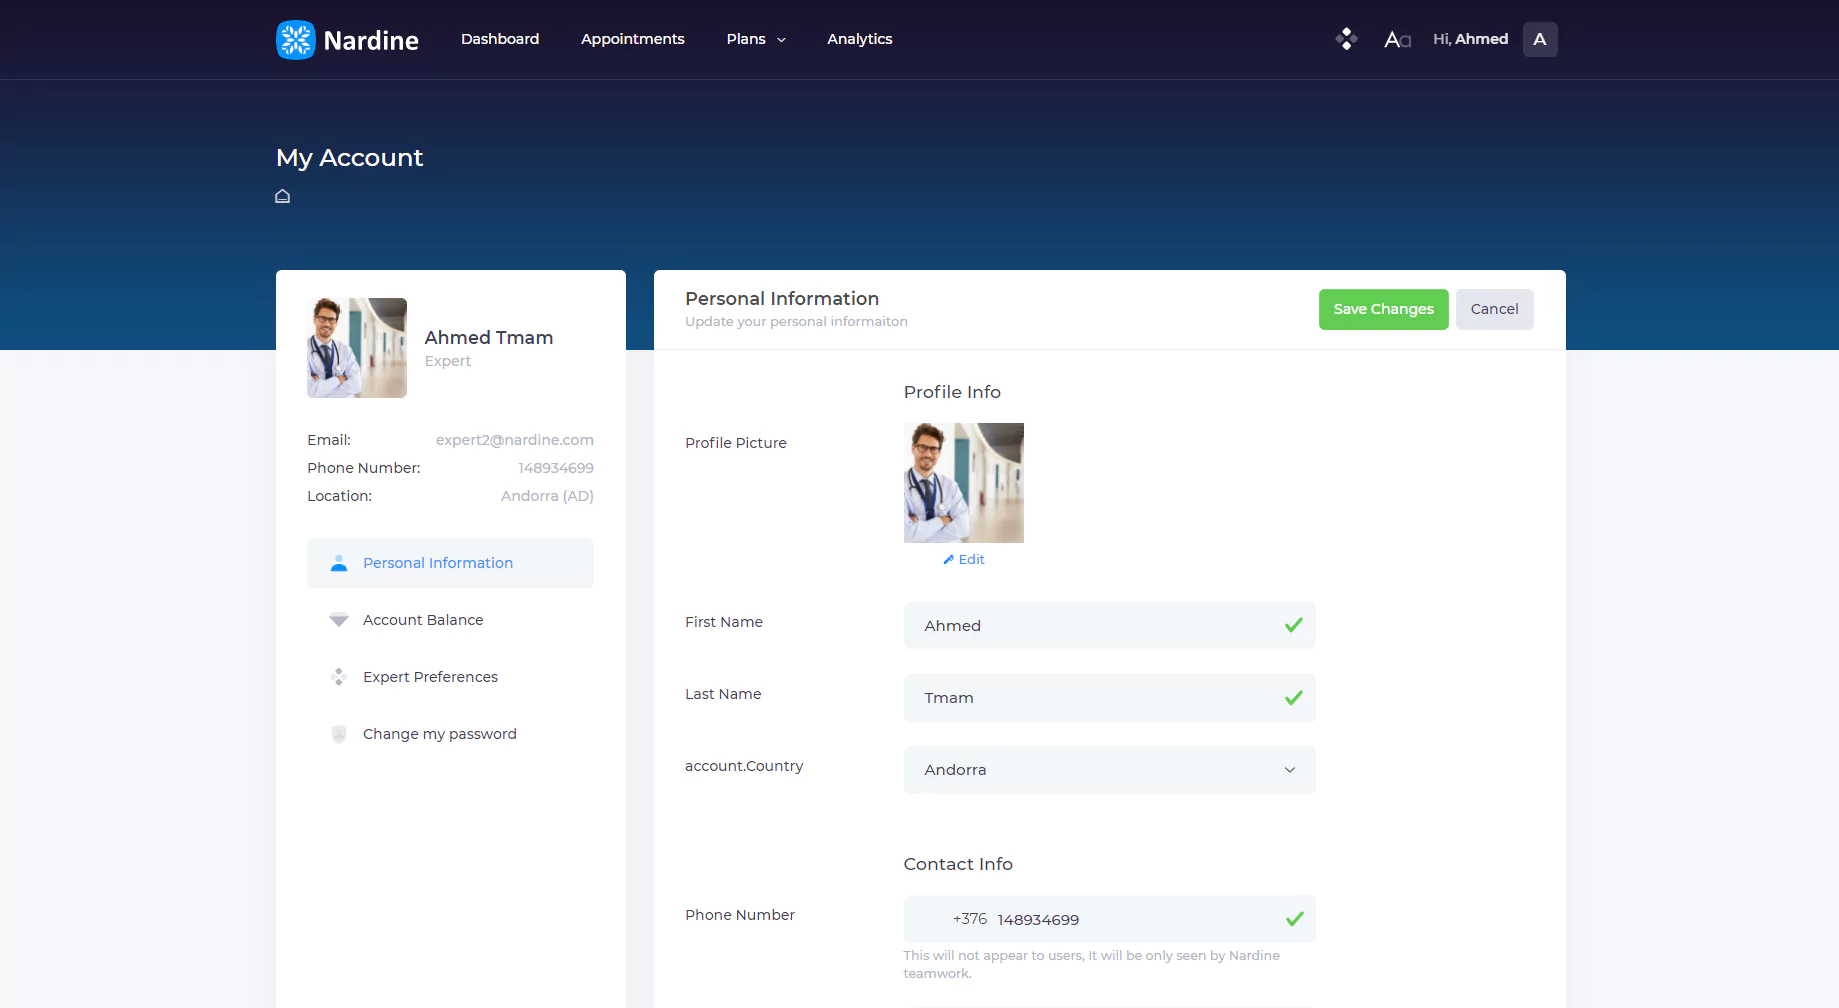 Nardine
Dashboard
Appointments
Plans
Analytics
Aa
Hi, Ahmed
A
My Account
Ahmed Tmam
Expert
Email: expert2@nardine.com
Phone Number: 148934699
Location: Andorra (AD)
Personal Information
Account Balance
Expert Preferences
Change my password
Personal Information
Update your personal informaiton
Save Changes
Cancel
Profile Info
Profile Picture
Edit
First Name
Ahmed
Last Name
Tmam
account.Country
Andorra
Contact Info
Phone Number
+376 148934699
This will not appear to users, It will be only seen by Nardine
teamwork.